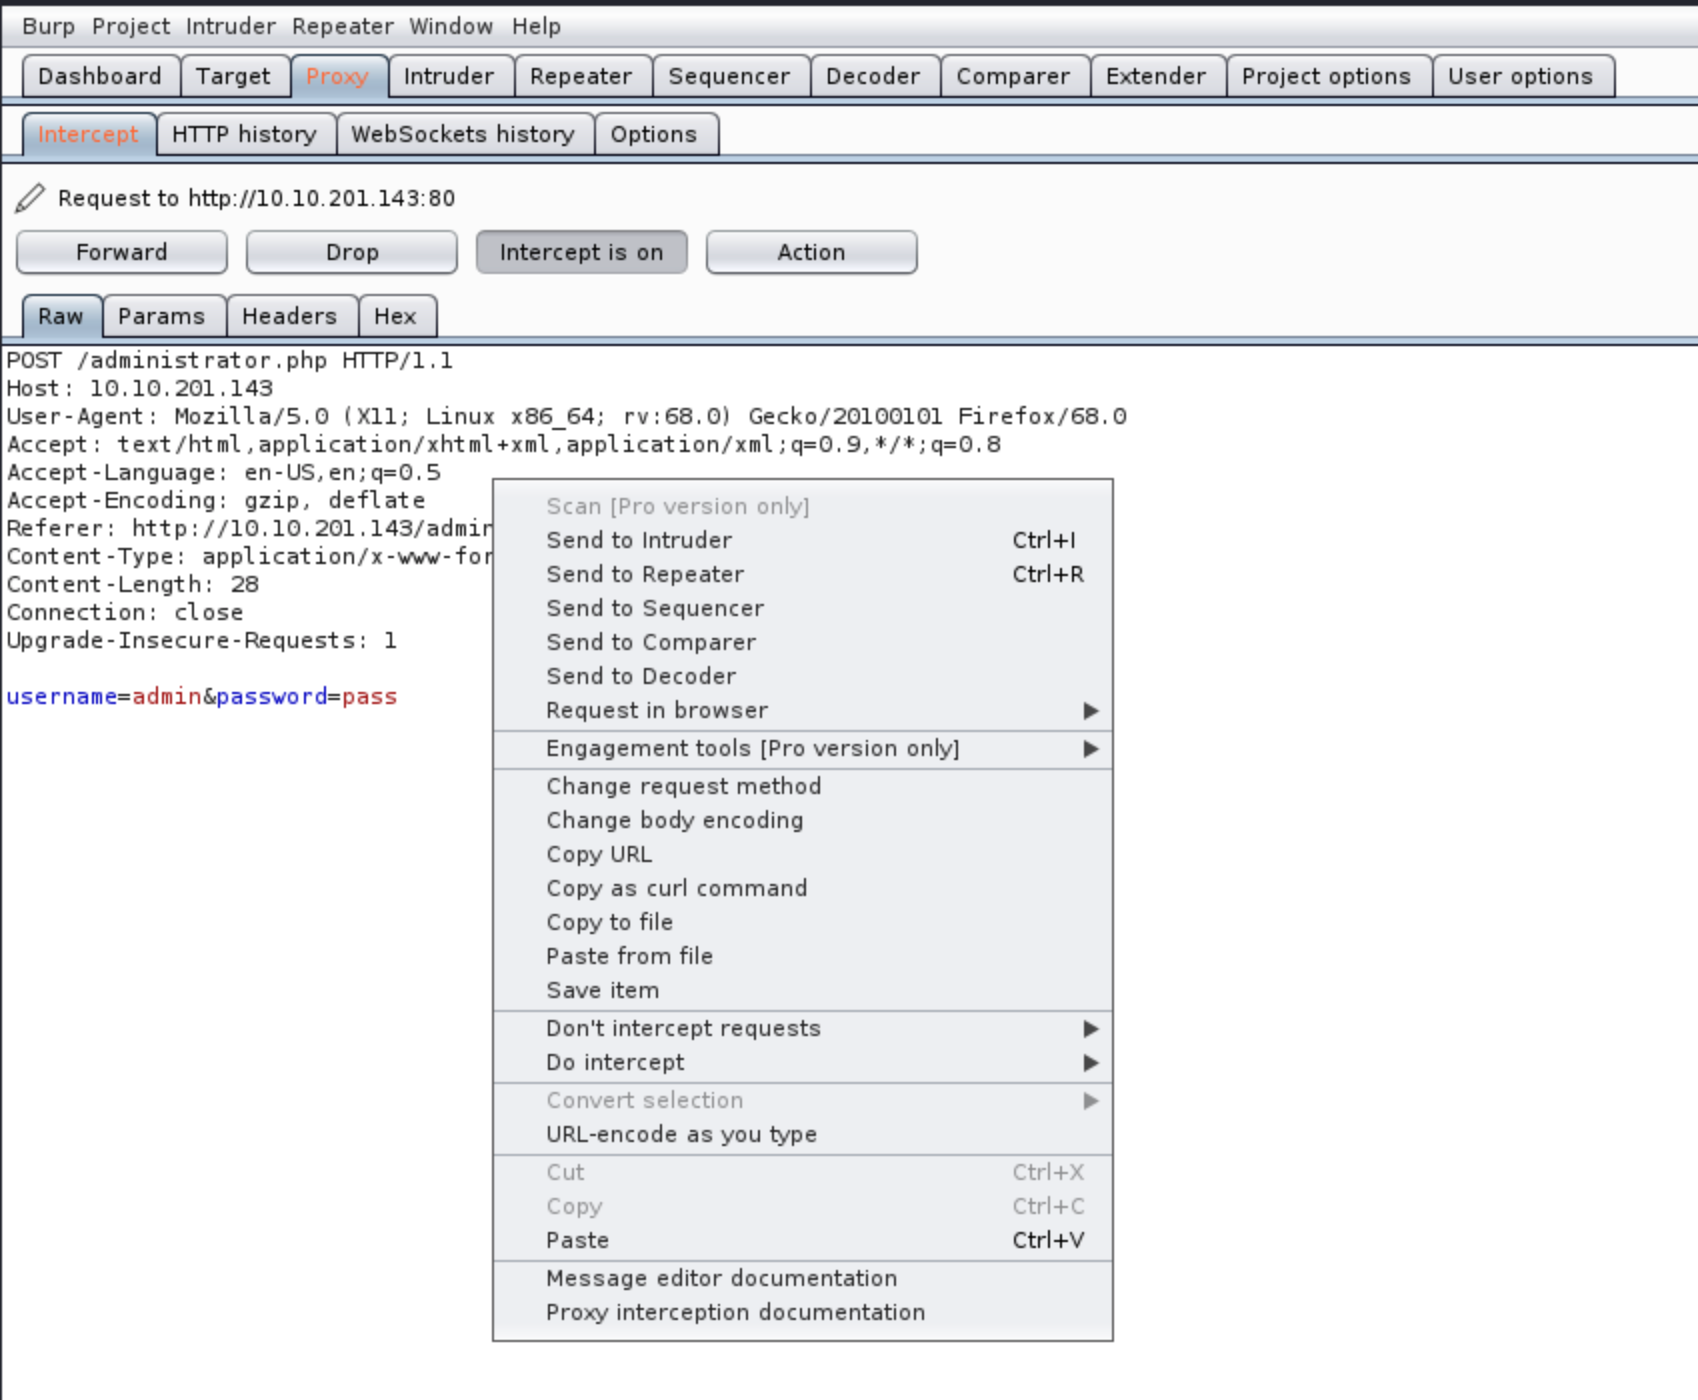 Burp Project Intruder Repeater Window Help
Dashboard Target Proxy Intruder Repeater Sequencer Decoder Comparer Extender Project options User options
Intercept HTTP history WebSockets history Options
Request to http://10.10.201.143:80
Forward Drop Intercept is on Action
Raw Params Headers Hex
POST /administrator.php HTTP/1.1
Host: 10.10.201.143
User-Agent: Mozilla/5.0 (X11; Linux x86_64; rv:68.0) Gecko/20100101 Firefox/68.0
Accept: text/html,application/xhtml+xml,application/xml;q=0.9,*/*;q=0.8
Accept-Language: en-US,en;q=0.5
Accept-Encoding: gzip, deflate
Referer: http://10.10.201.143/admin
Content-Type: application/x-www-for
Content-Length: 28
Connection: close
Upgrade-Insecure-Requests: 1
username=admin&password=pass
Scan [Pro version only]
Send to Intruder Ctrl+I
Send to Repeater Ctrl+R
Send to Sequencer
Send to Comparer
Send to Decoder
Request in browser
Engagement tools [Pro version only]
Change request method
Change body encoding
Copy URL
Copy as curl command
Copy to file
Paste from file
Save item
Don't intercept requests
Do intercept
Convert selection
URL-encode as you type
Cut Ctrl+X
Copy Ctrl+C
Paste Ctrl+V
Message editor documentation
Proxy interception documentation